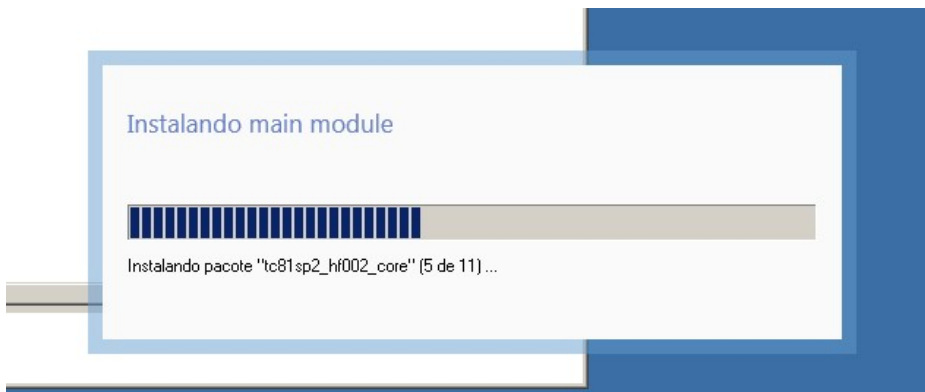 Instalando main module
Instalando pacote "tc81sp2_hf002_core" (5 de 11) ...